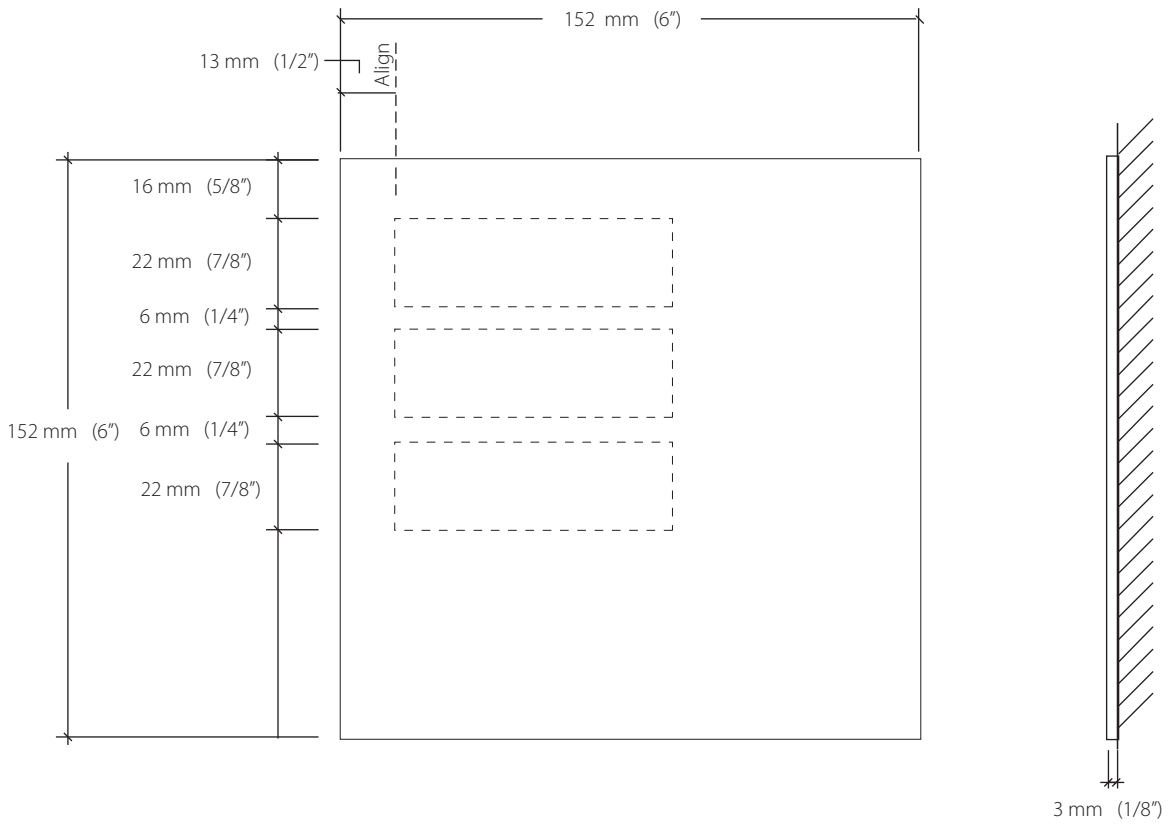 152 mm (6”)
13 mm (1/2”)
Align
16 mm (5/8”)
22 mm (7/8”)
6 mm (1/4”)
22 mm (7/8”)
152 mm (6”) 6 mm (1/4”)
22 mm (7/8”)
3 mm (1/8”)